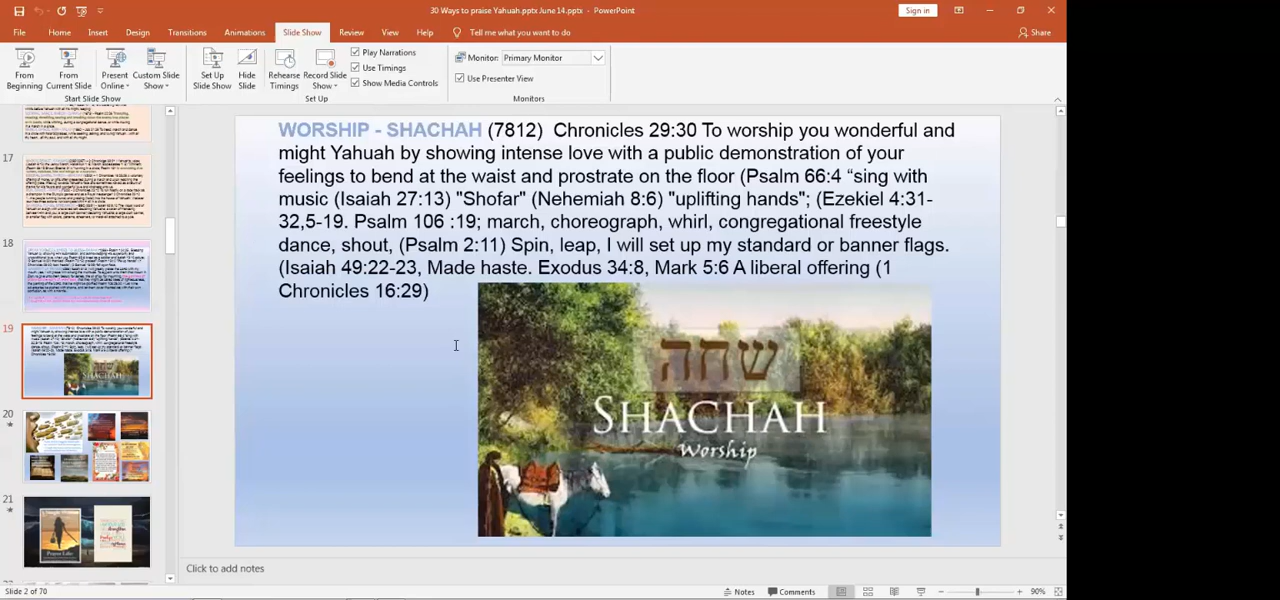 30 Ways to praise Yahuah.pptx June 14.pptx - PowerPoint
Sign in
File Home Insert Design Transitions Animations Slide Show Review View Help Tell me what you want to do
Share
From Beginning
From Current Slide
Present Online
Custom Slide Show
Start Slide Show
Set Up Slide Show
Hide Slide
Rehearse Timings
Record Slide Show
Play Narrations
Use Timings
Show Media Controls
Set Up
Monitor: Primary Monitor
Use Presenter View
Monitors
17
18
19
20
21
WORSHIP - SHACHAH (7812) Chronicles 29:30 To worship you wonderful and
might Yahuah by showing intense love with a public demonstration of your
feelings to bend at the waist and prostrate on the floor (Psalm 66:4 “sing with
music (Isaiah 27:13) "Shofar" (Nehemiah 8:6) "uplifting hands"; (Ezekiel 4:31-
32,5-19. Psalm 106 :19; march, choreograph, whirl, congregational freestyle
dance, shout, (Psalm 2:11) Spin, leap, I will set up my standard or banner flags.
(Isaiah 49:22-23, Made haste. Exodus 34:8, Mark 5:6 A liberal offering (1
Chronicles 16:29)
שחה
SHACHAH
Worship
Click to add notes
Slide 2 of 70
Notes
Comments
90%